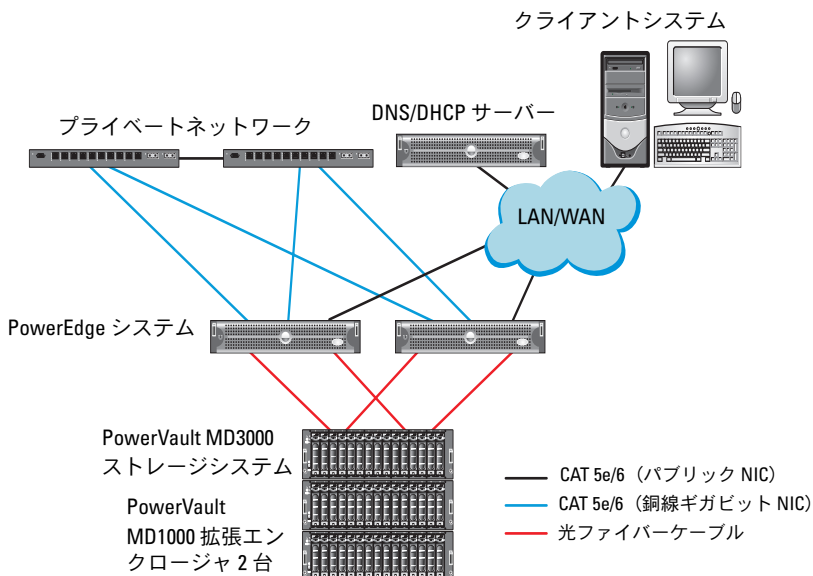 クライアントシステム
DNS/DHCP サーバー
プライベートネットワーク
LAN/WAN
PowerEdge システム
PowerVault MD3000
ストレージシステム
PowerVault
MD1000 拡張エン
クロージャ 2 台
CAT 5e/6（パブリック NIC）
CAT 5e/6（銅線ギガビット NIC）
光ファイバーケーブル